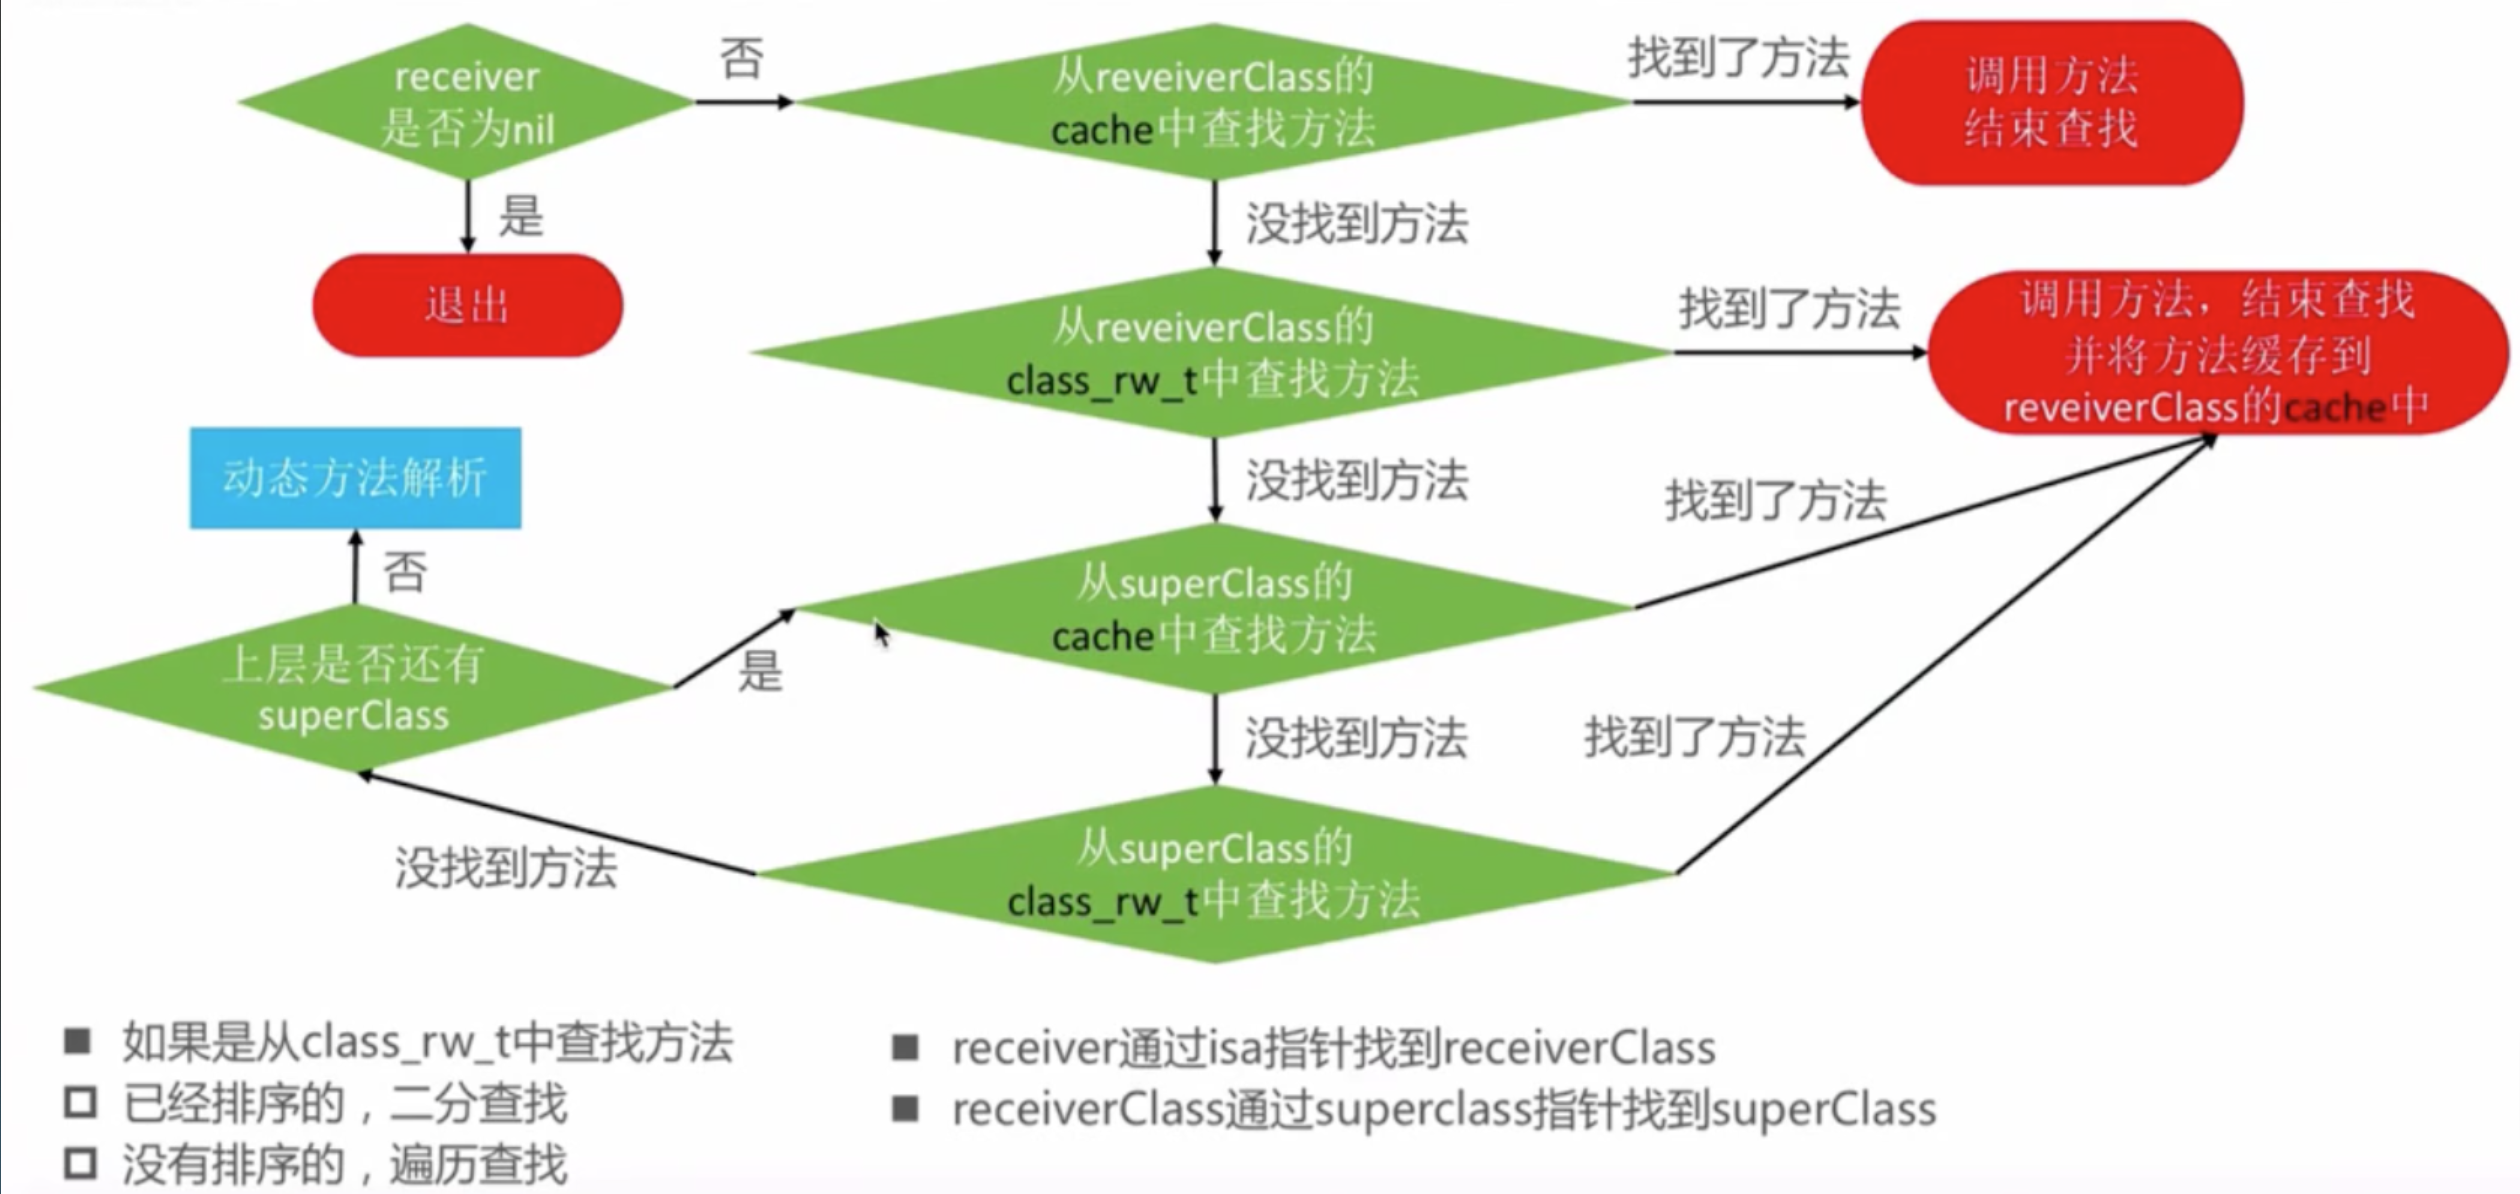 receiver
是否为nil
否
从reveiverClass的
cache中查找方法
找到了方法
调用方法
结束查找
是
退出
没找到方法
从reveiverClass的
class_rw_t中查找方法
找到了方法
调用方法，结束查找
并将方法缓存到
reveiverClass的cache中
没找到方法
动态方法解析
否
找到了方法
从superClass的
cache中查找方法
上层是否还有
superClass
是
没找到方法
找到了方法
从superClass的
class_rw_t中查找方法
没找到方法
如果是从class_rw_t中查找方法
已经排序的，二分查找
没有排序的，遍历查找
receiver通过isa指针找到receiverClass
receiverClass通过superclass指针找到superClass